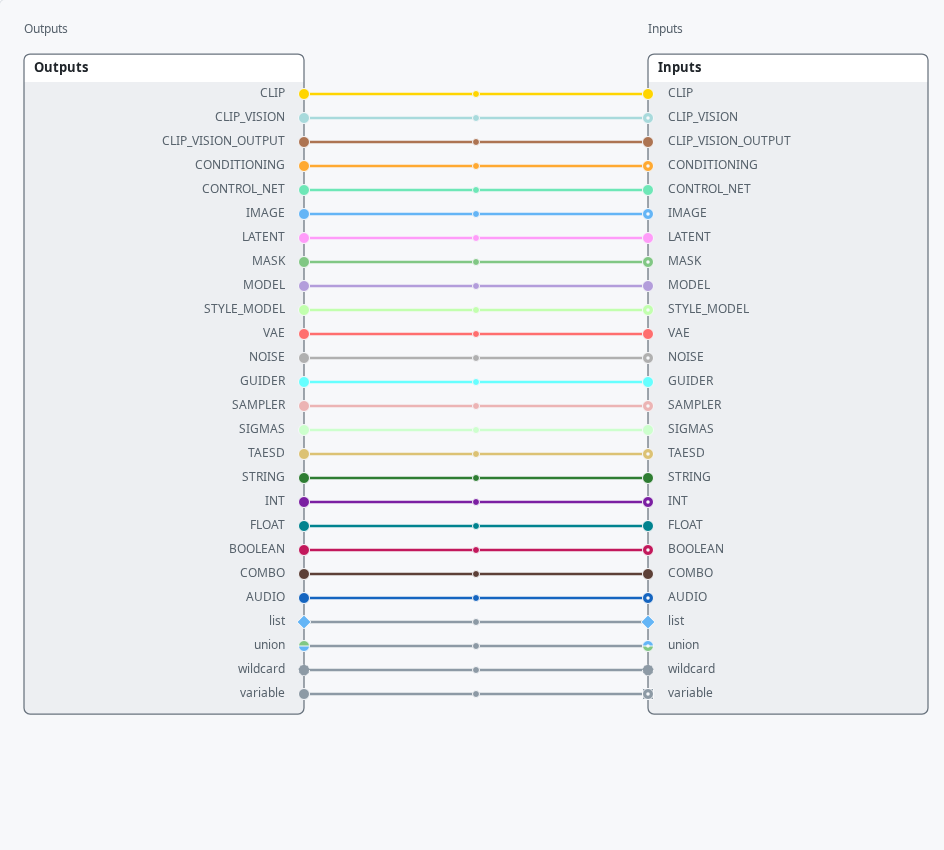 Outputs
Inputs
Outputs
Inputs
CLIP
CLIP
CLIP_VISION
CLIP_VISION
CLIP_VISION_OUTPUT
CLIP_VISION_OUTPUT
CONDITIONING
CONDITIONING
CONTROL_NET
CONTROL_NET
IMAGE
IMAGE
LATENT
LATENT
MASK
MASK
MODEL
MODEL
STYLE_MODEL
STYLE_MODEL
VAE
VAE
NOISE
NOISE
GUIDER
GUIDER
SAMPLER
SAMPLER
SIGMAS
SIGMAS
TAESD
TAESD
STRING
STRING
INT
INT
FLOAT
FLOAT
BOOLEAN
BOOLEAN
COMBO
COMBO
AUDIO
AUDIO
list
list
union
union
wildcard
wildcard
variable
variable